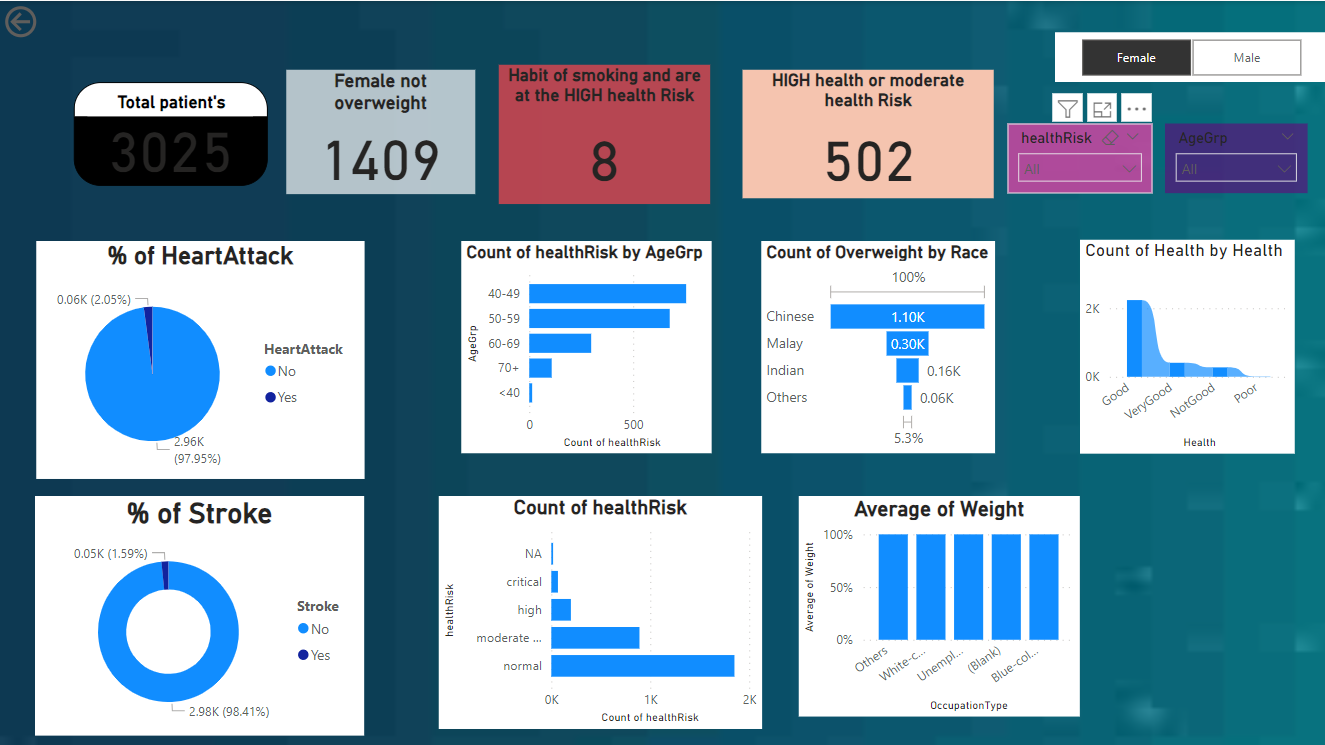 Female
Male
Total patient's
3025
Female not
overweight
1409
Habit of smoking and are
at the HIGH health Risk
8
HIGH health or moderate
health Risk
502
healthRisk
All
AgeGrp
All
% of HeartAttack
0.06K (2.05%)
2.96K
(97.95%)
HeartAttack
No
Yes
Count of healthRisk by AgeGrp
AgeGrp
40-49
50-59
60-69
70+
<40
0
500
Count of healthRisk
Count of Overweight by Race
100%
Chinese
1.10K
Malay
0.30K
Indian
0.16K
Others
0.06K
5.3%
Count of Health by Health
2K
0K
Good
VeryGood
NotGood
Poor
Health
% of Stroke
0.05K (1.59%)
2.98K (98.41%)
Stroke
No
Yes
Count of healthRisk
healthRisk
NA
critical
high
moderate ...
normal
0K
1K
2K
Count of healthRisk
Average of Weight
Average of Weight
100%
50%
0%
Others
White-c...
Unempl...
(Blank)
Blue-col...
OccupationType